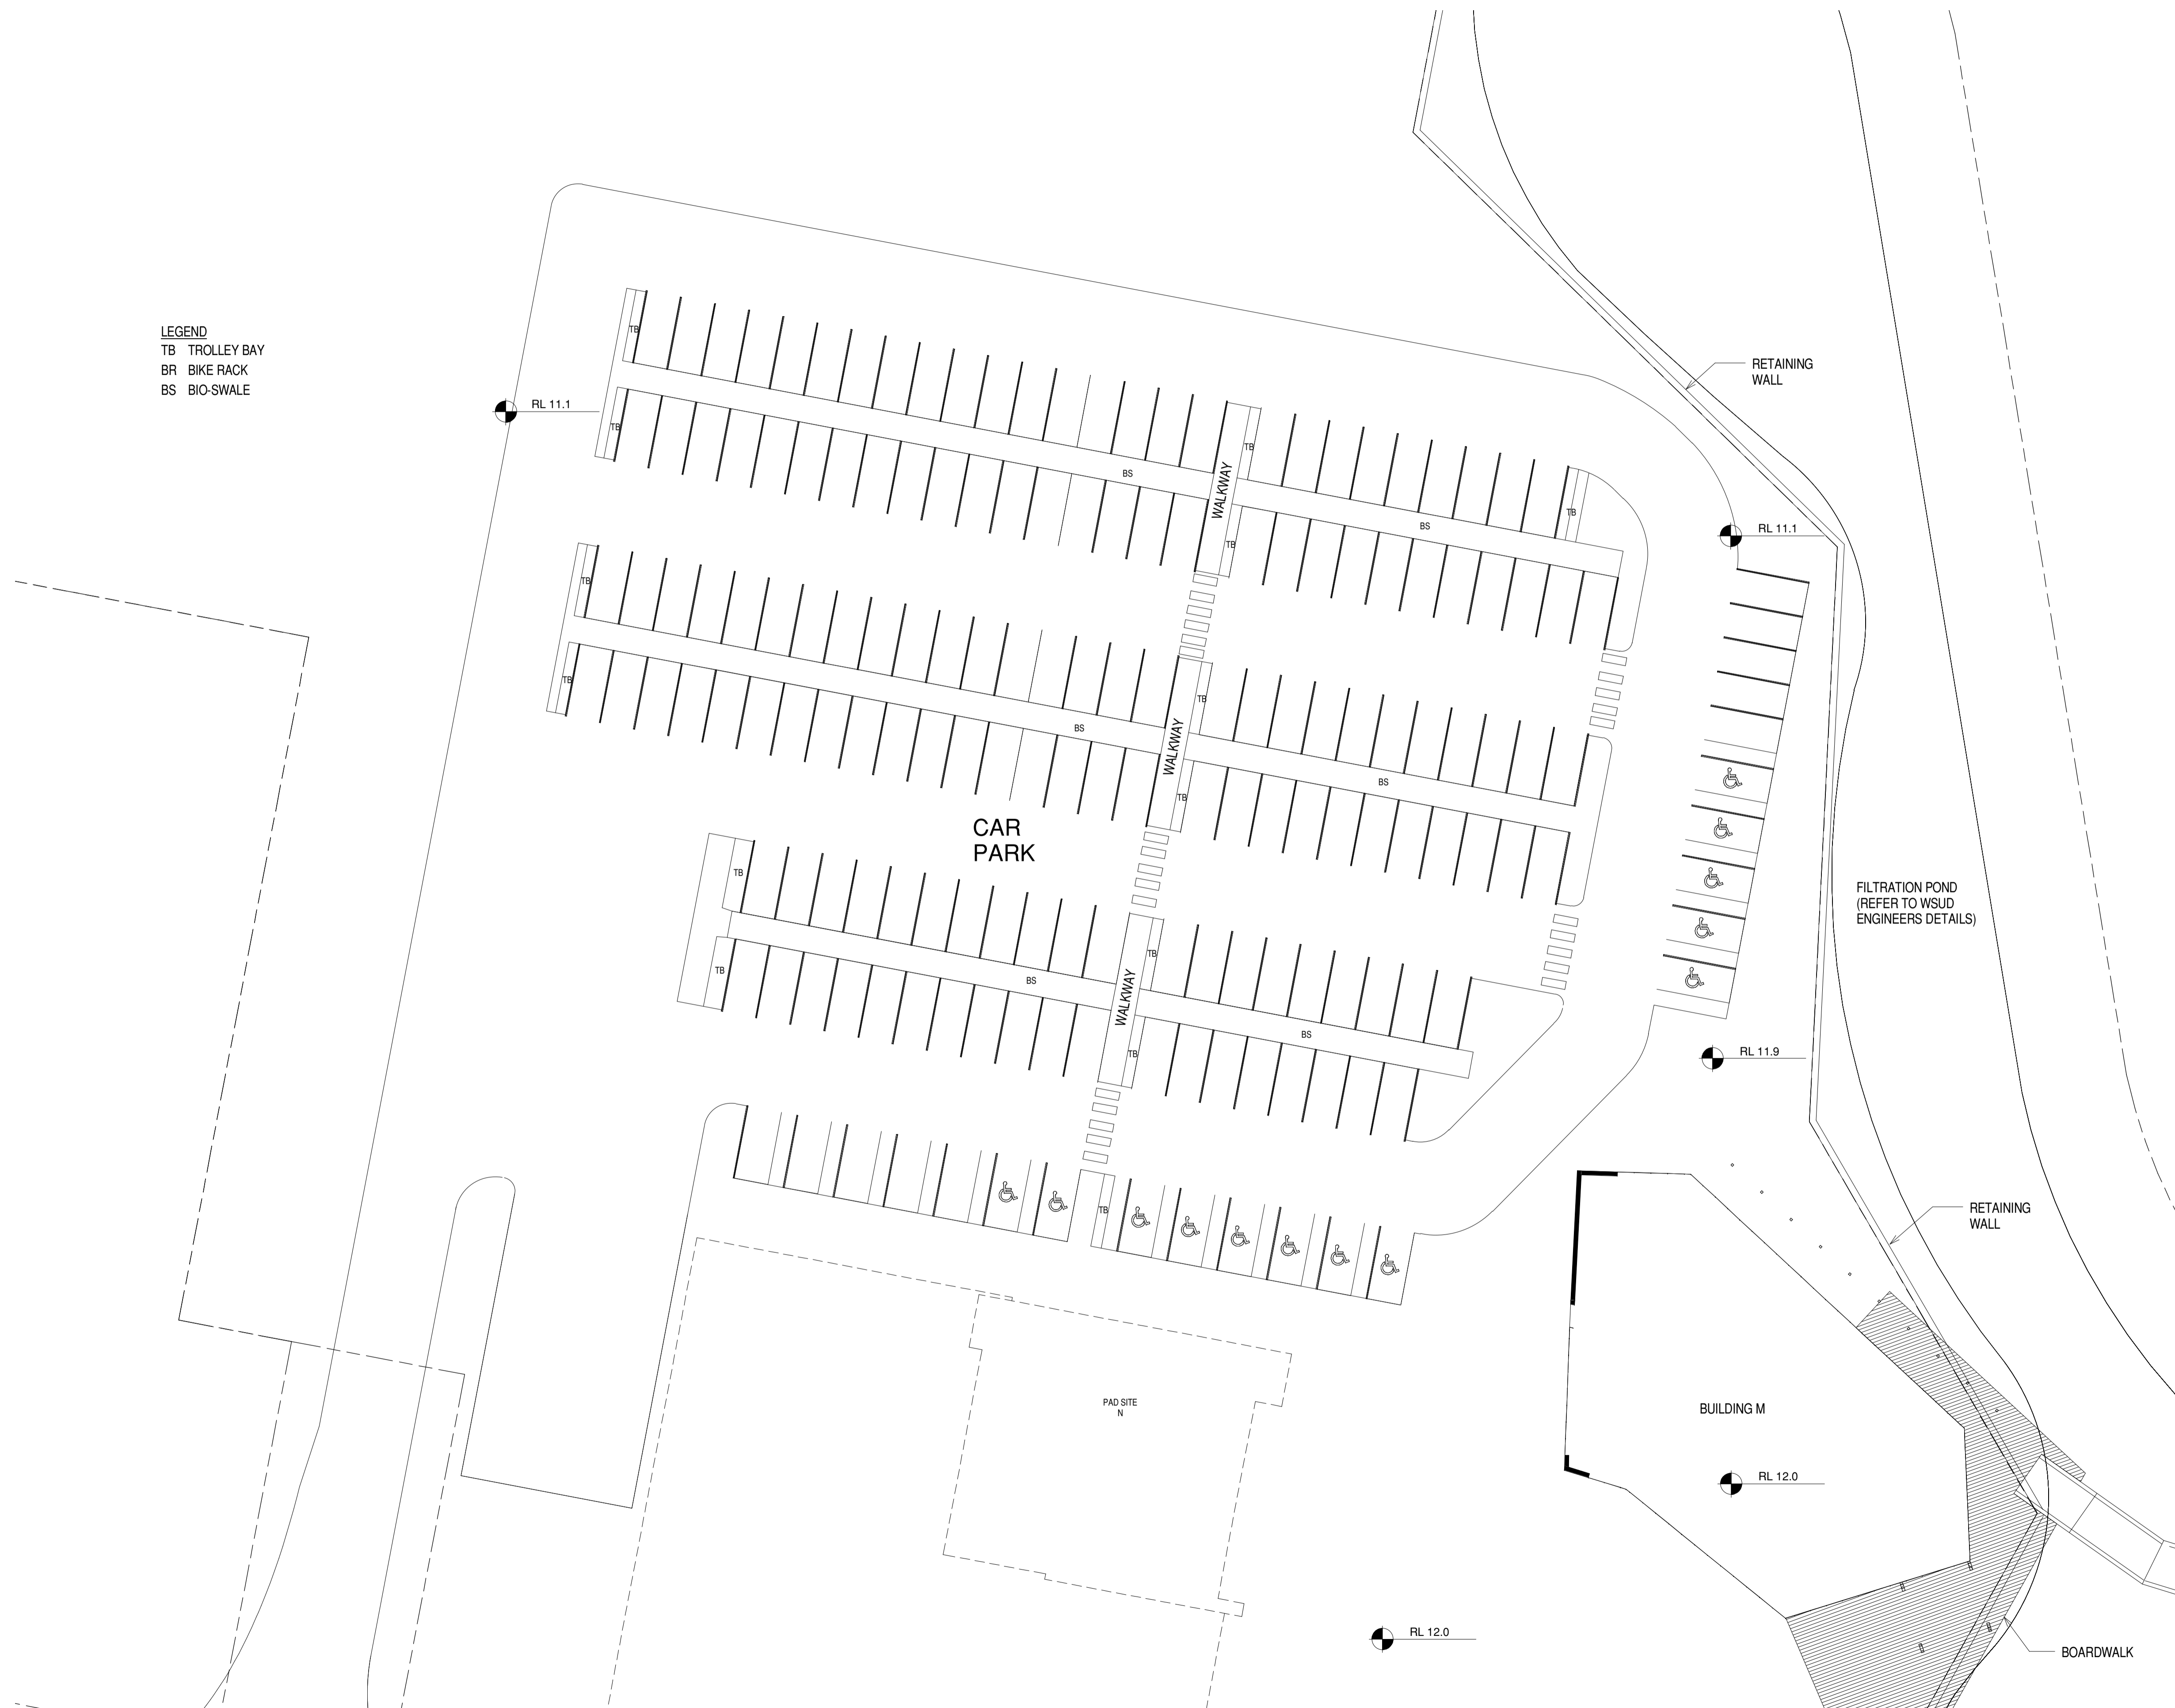 LEGEND
TB TROLLEY BAY
BR BIKE RACK
BS BIO-SWALE
RETAINING
WALL
RL 11.1
RL 11.1
TB
TB
TB
TB
TB
BS
BS
WALKWAY
TB
TB
TB
TB
BS
BS
WALKWAY
CAR
PARK
TB
TB
TB
TB
BS
BS
WALKWAY
TB
FILTRATION POND
(REFER TO WSUD
ENGINEERS DETAILS)
RL 11.9
RETAINING
WALL
PAD SITE
N
BUILDING M
RL 12.0
RL 12.0
BOARDWALK